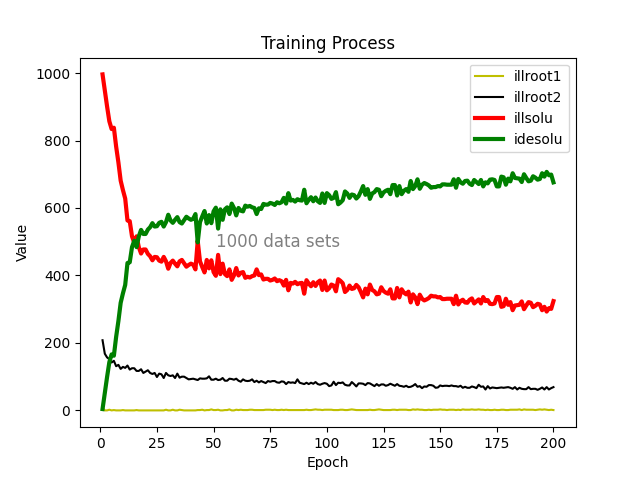 Training Process
illroot1
illroot2
illsolu
idesolu
1000 data sets
Value
1000
800
600
400
200
0
0 25 50 75 100 125 150 175 200
Epoch